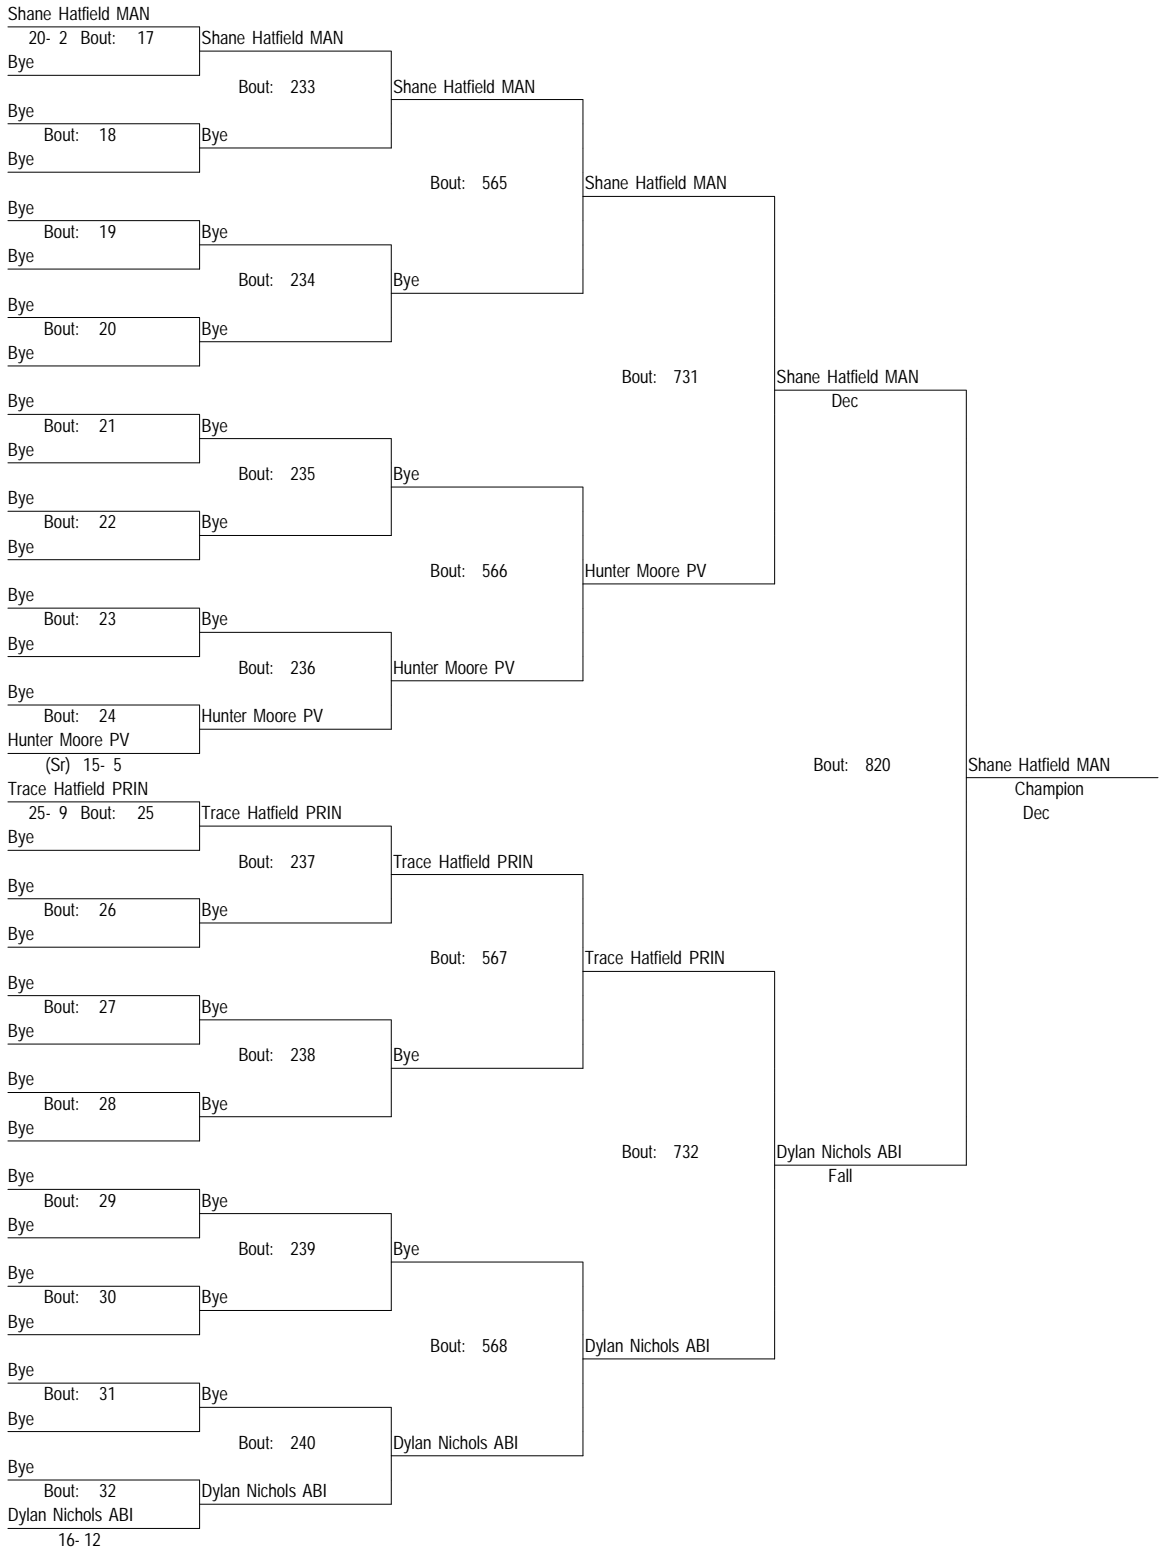 Shane Hatfield MAN
20- 2 Bout: 17 Shane Hatfield MAN
Bye
Bout: 233 Shane Hatfield MAN
Bye
Bout: 18 Bye
Bye
Bout: 565 Shane Hatfield MAN
Bye
Bout: 19 Bye
Bye
Bout: 234 Bye
Bye
Bout: 20 Bye
Bye
Bout: 731 Shane Hatfield MAN
Dec
Bye
Bout: 21 Bye
Bye
Bout: 235 Bye
Bye
Bout: 22 Bye
Bye
Bout: 566 Hunter Moore PV
Bye
Bout: 23 Bye
Bye
Bout: 236 Hunter Moore PV
Bye
Bout: 24 Hunter Moore PV
Hunter Moore PV
(Sr) 15- 5
Bout: 820 Shane Hatfield MAN
Champion
Dec
Trace Hatfield PRIN
25- 9 Bout: 25 Trace Hatfield PRIN
Bye
Bout: 237 Trace Hatfield PRIN
Bye
Bout: 26 Bye
Bye
Bout: 567 Trace Hatfield PRIN
Bye
Bout: 27 Bye
Bye
Bout: 238 Bye
Bye
Bout: 28 Bye
Bye
Bout: 732 Dylan Nichols ABI
Fall
Bye
Bout: 29 Bye
Bye
Bout: 239 Bye
Bye
Bout: 30 Bye
Bye
Bout: 568 Dylan Nichols ABI
Bye
Bout: 31 Bye
Bye
Bout: 240 Dylan Nichols ABI
Bye
Bout: 32 Dylan Nichols ABI
Dylan Nichols ABI
16- 12